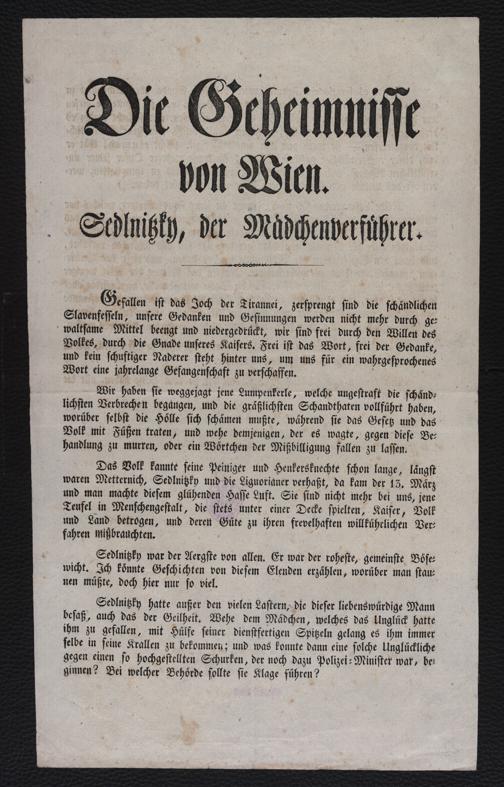 Die Geheimnisse
von Wien.
Sedlnitzky, der Mädchenverführer.
Gefallen ist das Joch der Tirannei, zersprengt sind die schändlichen
Slavenfesseln, unsere Gedanken und Gesinnungen werden nicht mehr durch ge-
waltsame Mittel beengt und niedergedrückt, wir sind frei durch den Willen des
Volkes, durch die Gnade unseres Kaisers. Frei ist das Wort, frei der Gedanke,
und kein schuftiger Naderer steht hinter uns, um uns für ein wahrgesprochenes
Wort eine jahrelange Gefangenschaft zu verschaffen.
Wir haben sie weggejagt jene Lumpenkerle, welche ungestraft die schänd-
lichsten Verbrechen begangen, und die gräßlichsten Schandthaten vollführt haben,
worüber selbst die Hölle sich schämen mußte, während sie das Gesetz und das
Volk mit Füßen traten, und wehe demjenigen, der es wagte, gegen diese Be-
handlung zu murren, oder ein Wörtchen der Mißbilligung fallen zu lassen.
Das Volk kannte seine Peiniger und Henkersknechte schon lange, längst
waren Metternich, Sedlnitzky und die Liguorianer verhaßt, da kam der 13. März
und man machte diesem glühenden Hasse Luft. Sie sind nicht mehr bei uns, jene
Teufel in Menschengestalt, die stets unter einer Decke spielten, Kaiser, Volk
und Land betrogen, und deren Güte zu ihren frevelhaften willkührlichen Ver-
fahren mißbrauchten.
Sedlnitzky war der Aergste von allen. Er war der roheste, gemeinste Böse-
wicht. Ich könnte Geschichten von diesem Elenden erzählen, worüber man stau-
nen müßte, doch hier nur so viel.
Sedlnitzky hatte außer den vielen Lastern, die dieser liebenswürdige Mann
besaß, auch das der Geilheit. Wehe dem Mädchen, welches das Unglück hatte
ihm zu gefallen, mit Hülfe seiner dienstfertigen Spitzeln gelang es ihm immer
selbe in seine Krallen zu bekommen; und was konnte dann eine solche Unglückliche
gegen einen so hochgestellten Schurken, der noch dazu Polizei-Minister war, be-
ginnen? Bei welcher Behörde sollte sie Klage führen?